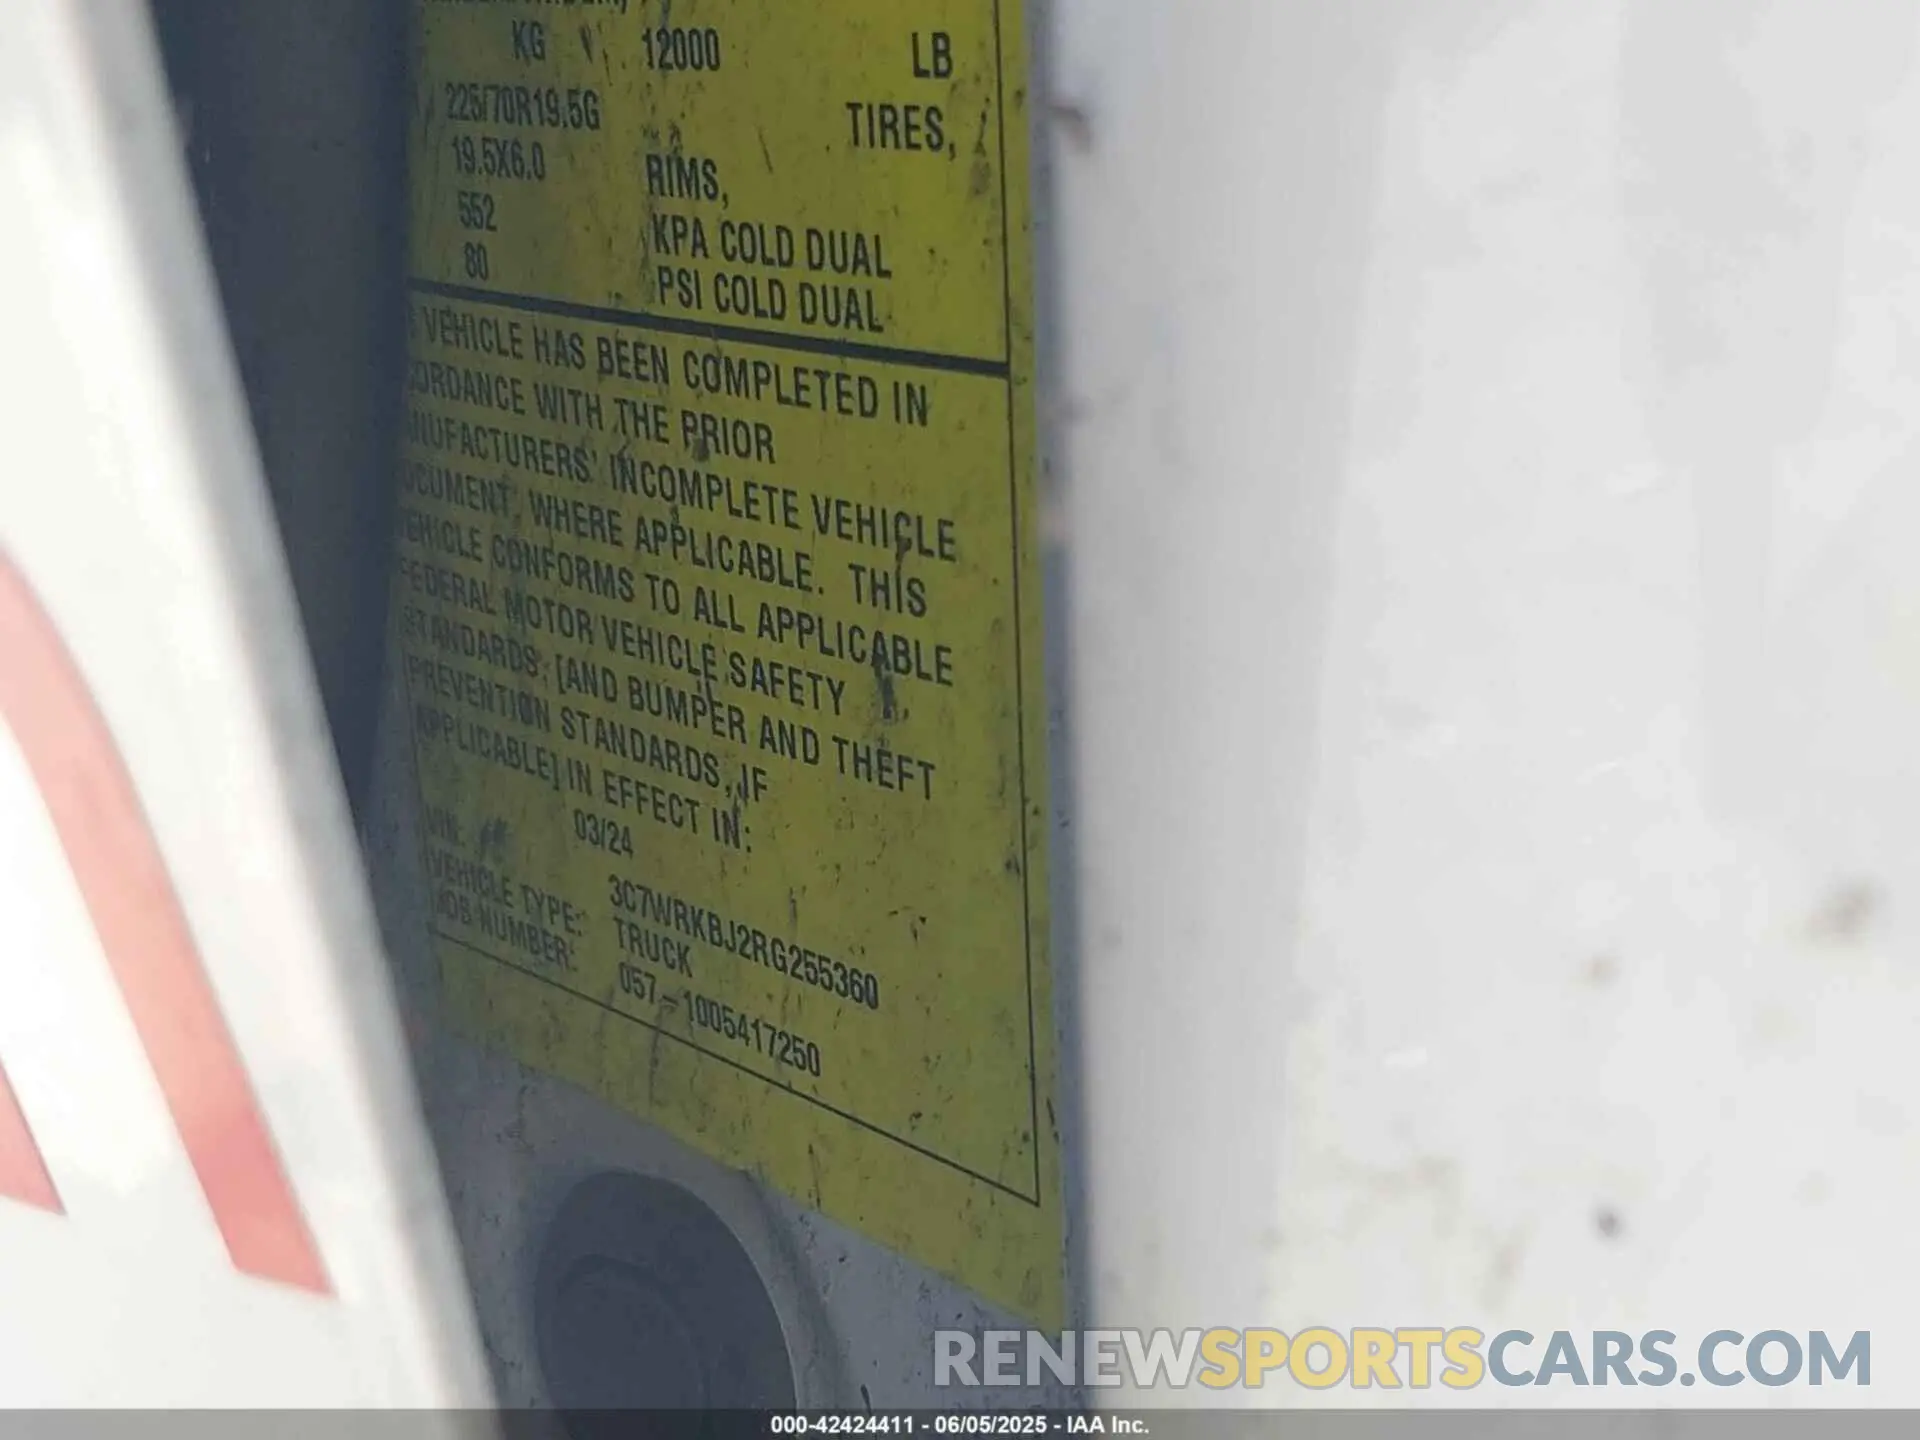 KG 12000 LB
225/70R19.5G TIRES,
19.5X6.0 RIMS,
552 KPA COLD DUAL
80 PSI COLD DUAL
VEHICLE HAS BEEN COMPLETED IN
CORDANCE WITH THE PRIOR
NUFACTURERS' INCOMPLETE VEHICLE
OCUMENT, WHERE APPLICABLE. THIS
VEHICLE CONFORMS TO ALL APPLICABLE
FEDERAL MOTOR VEHICLE SAFETY
STANDARDS, [AND BUMPER AND THEFT
PREVENTION STANDARDS, IF
APPLICABLE] IN EFFECT IN:
03/24
VIN: 3C7WRKBJ2RG255360
VEHICLE TYPE: TRUCK
JOB NUMBER: 057-1005417250
RENEWSPORTSCARS.COM
000-42424411 - 06/05/2025 - IAA Inc.